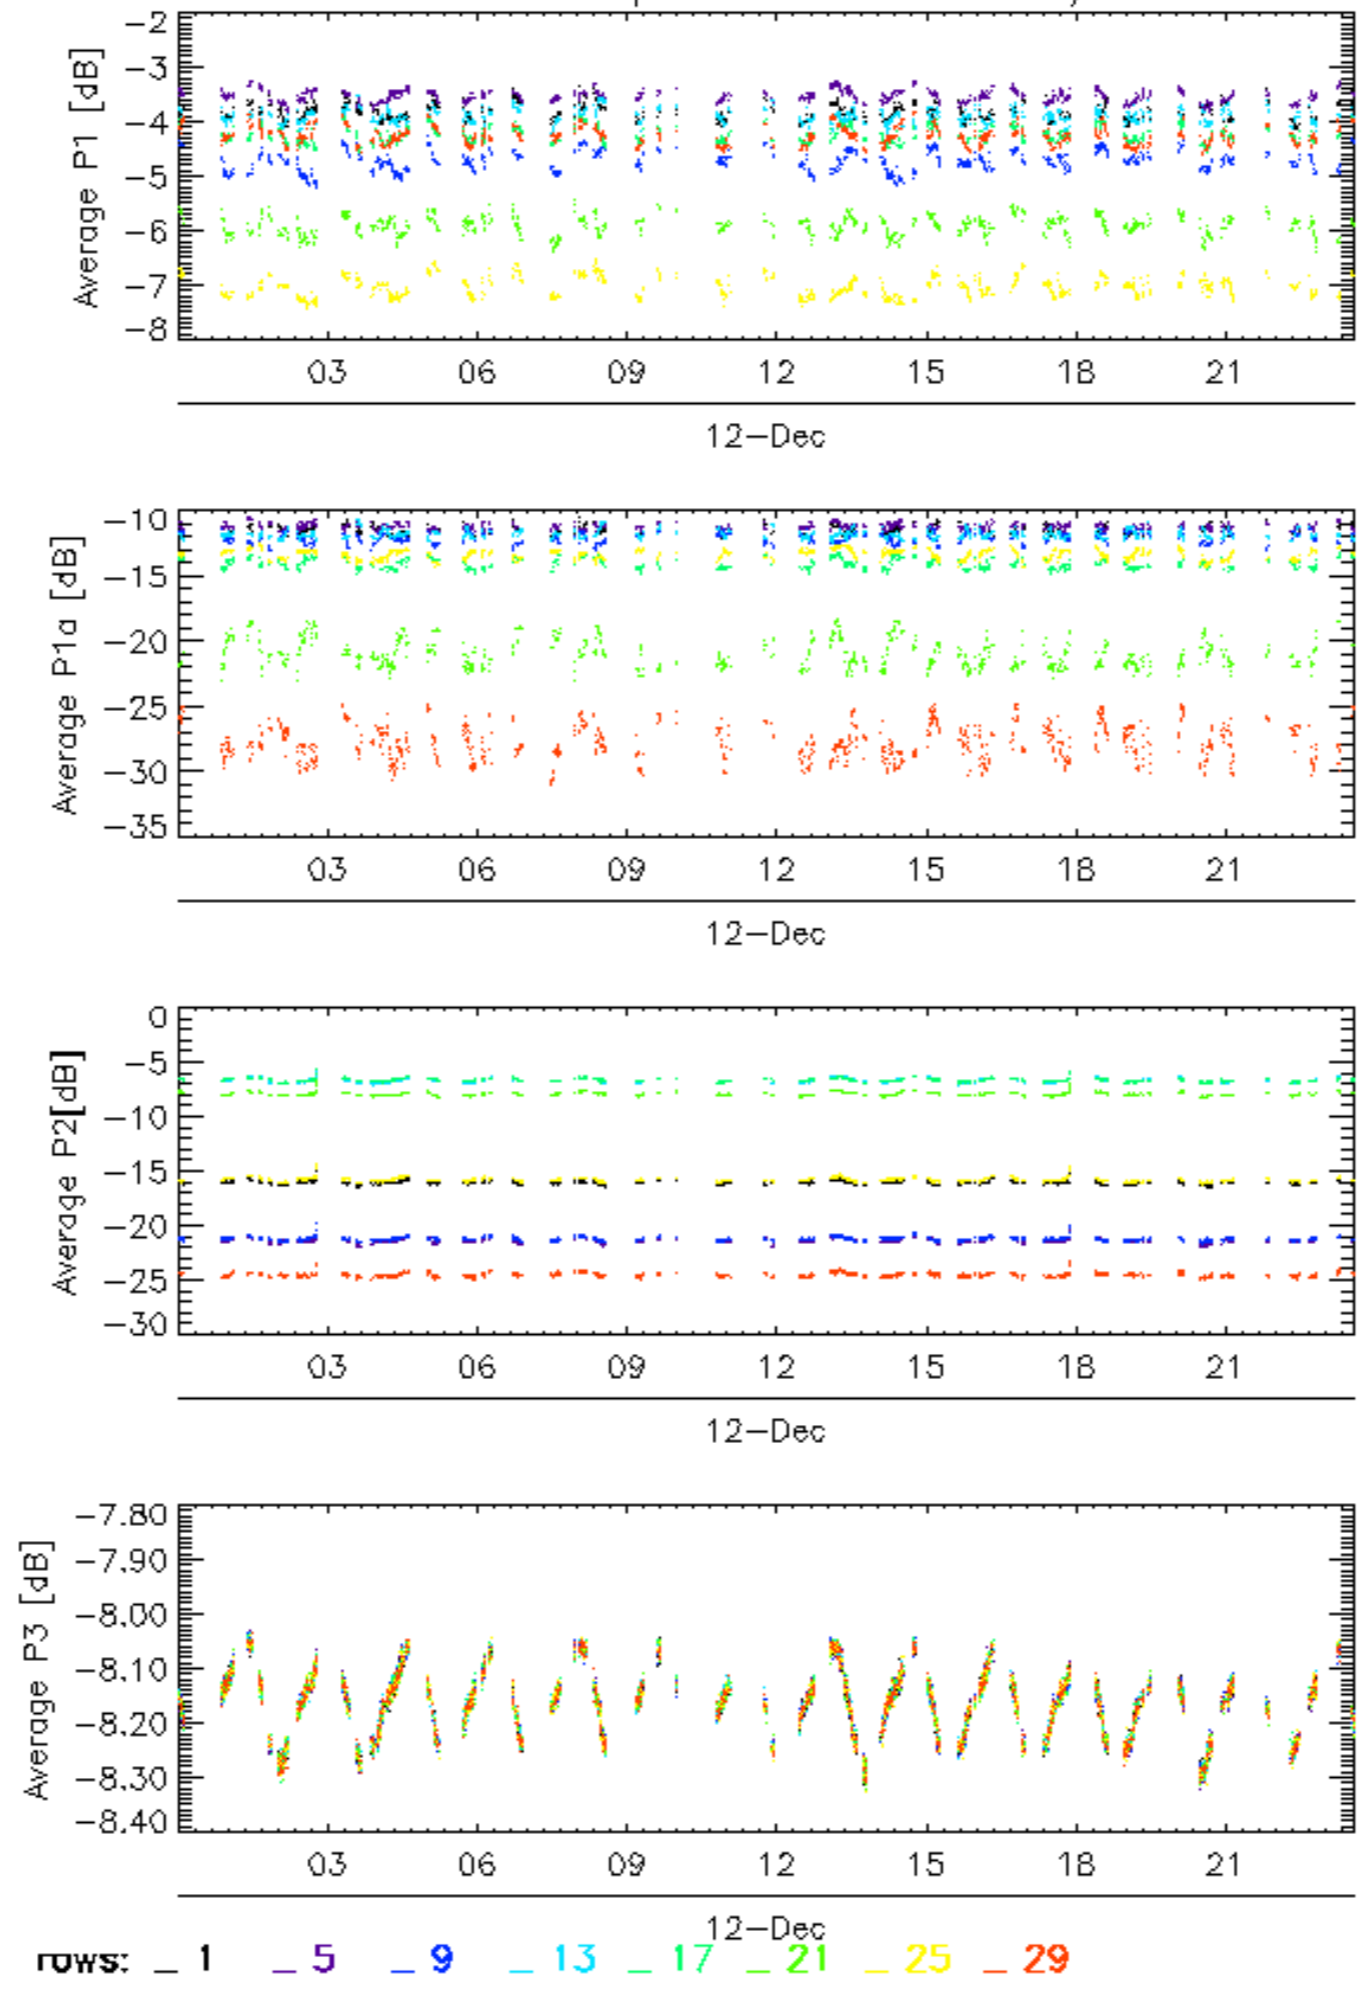 Average P1 [dB]
−2
−3
−4
−5
−6
−7
−8
03 06 09 12 15 18 21
12−Dec
Average P1a [dB]
−10
−15
−20
−25
−30
−35
03 06 09 12 15 18 21
12−Dec
Average P2[dB]
0
−5
−10
−15
−20
−25
−30
03 06 09 12 15 18 21
12−Dec
Average P3 [dB]
−7.80
−7.90
−8.00
−8.10
−8.20
−8.30
−8.40
03 06 09 12 15 18 21
12−Dec
rows: _ 1 _ 5 _ 9 _ 13 _ 17 _ 21 _ 25 _ 29